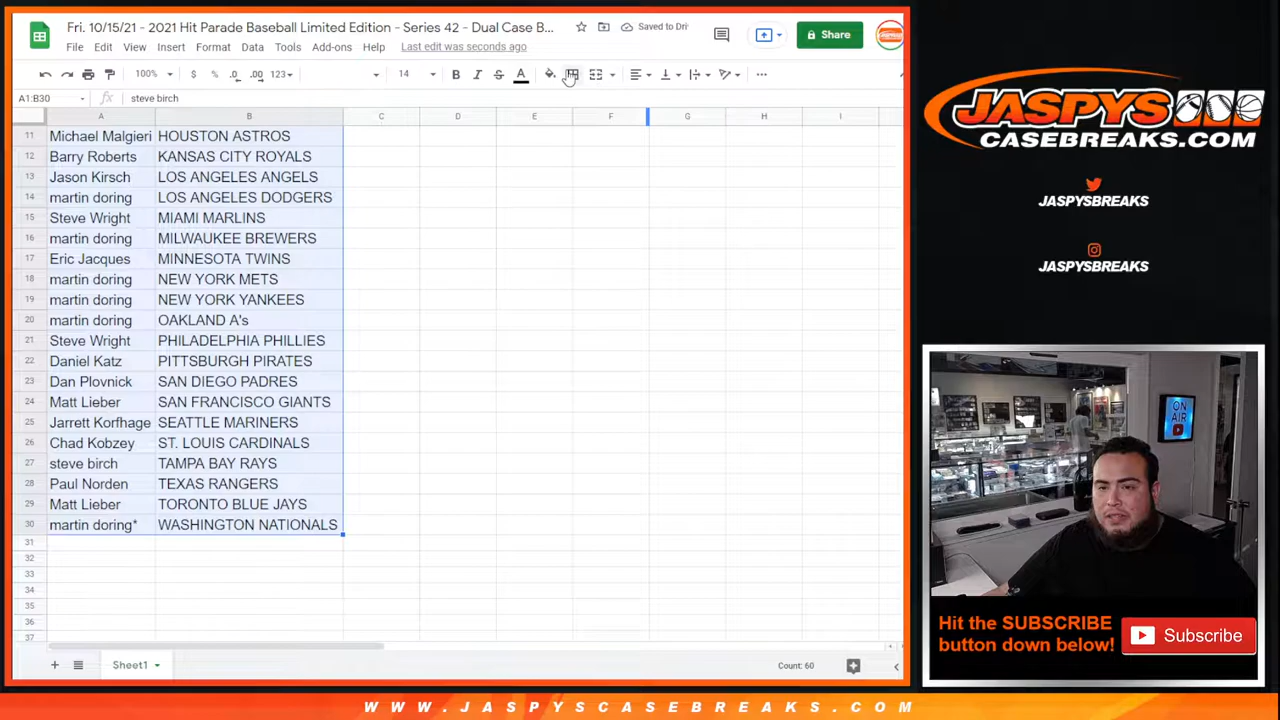 Fri. 10/15/21 - 2021 Hit Parade Baseball Limited Edition - Series 42 - Dual Case B...
Saved to Dri
File Edit View Insert Format Data Tools Add-ons Help Last edit was seconds ago
Share
100% $ % .0 .00 123 14 B I S A
A1:B30 fx steve birch
A B C D E F G H I
11 Michael Malgieri HOUSTON ASTROS
12 Barry Roberts KANSAS CITY ROYALS
13 Jason Kirsch LOS ANGELES ANGELS
14 martin doring LOS ANGELES DODGERS
15 Steve Wright MIAMI MARLINS
16 martin doring MILWAUKEE BREWERS
17 Eric Jacques MINNESOTA TWINS
18 martin doring NEW YORK METS
19 martin doring NEW YORK YANKEES
20 martin doring OAKLAND A's
21 Steve Wright PHILADELPHIA PHILLIES
22 Daniel Katz PITTSBURGH PIRATES
23 Dan Plovnick SAN DIEGO PADRES
24 Matt Lieber SAN FRANCISCO GIANTS
25 Jarrett Korfhage SEATTLE MARINERS
26 Chad Kobzey ST. LOUIS CARDINALS
27 steve birch TAMPA BAY RAYS
28 Paul Norden TEXAS RANGERS
29 Matt Lieber TORONTO BLUE JAYS
30 martin doring* WASHINGTON NATIONALS
31
32
33
34
35
36
37
Sheet1
Count: 60
JASPYS
CASEBREAKS.COM
JASPYSBREAKS
JASPYSBREAKS
ON
AIR
Hit the SUBSCRIBE
button down below!
Subscribe
WWW.JASPYSCASEBREAKS.COM